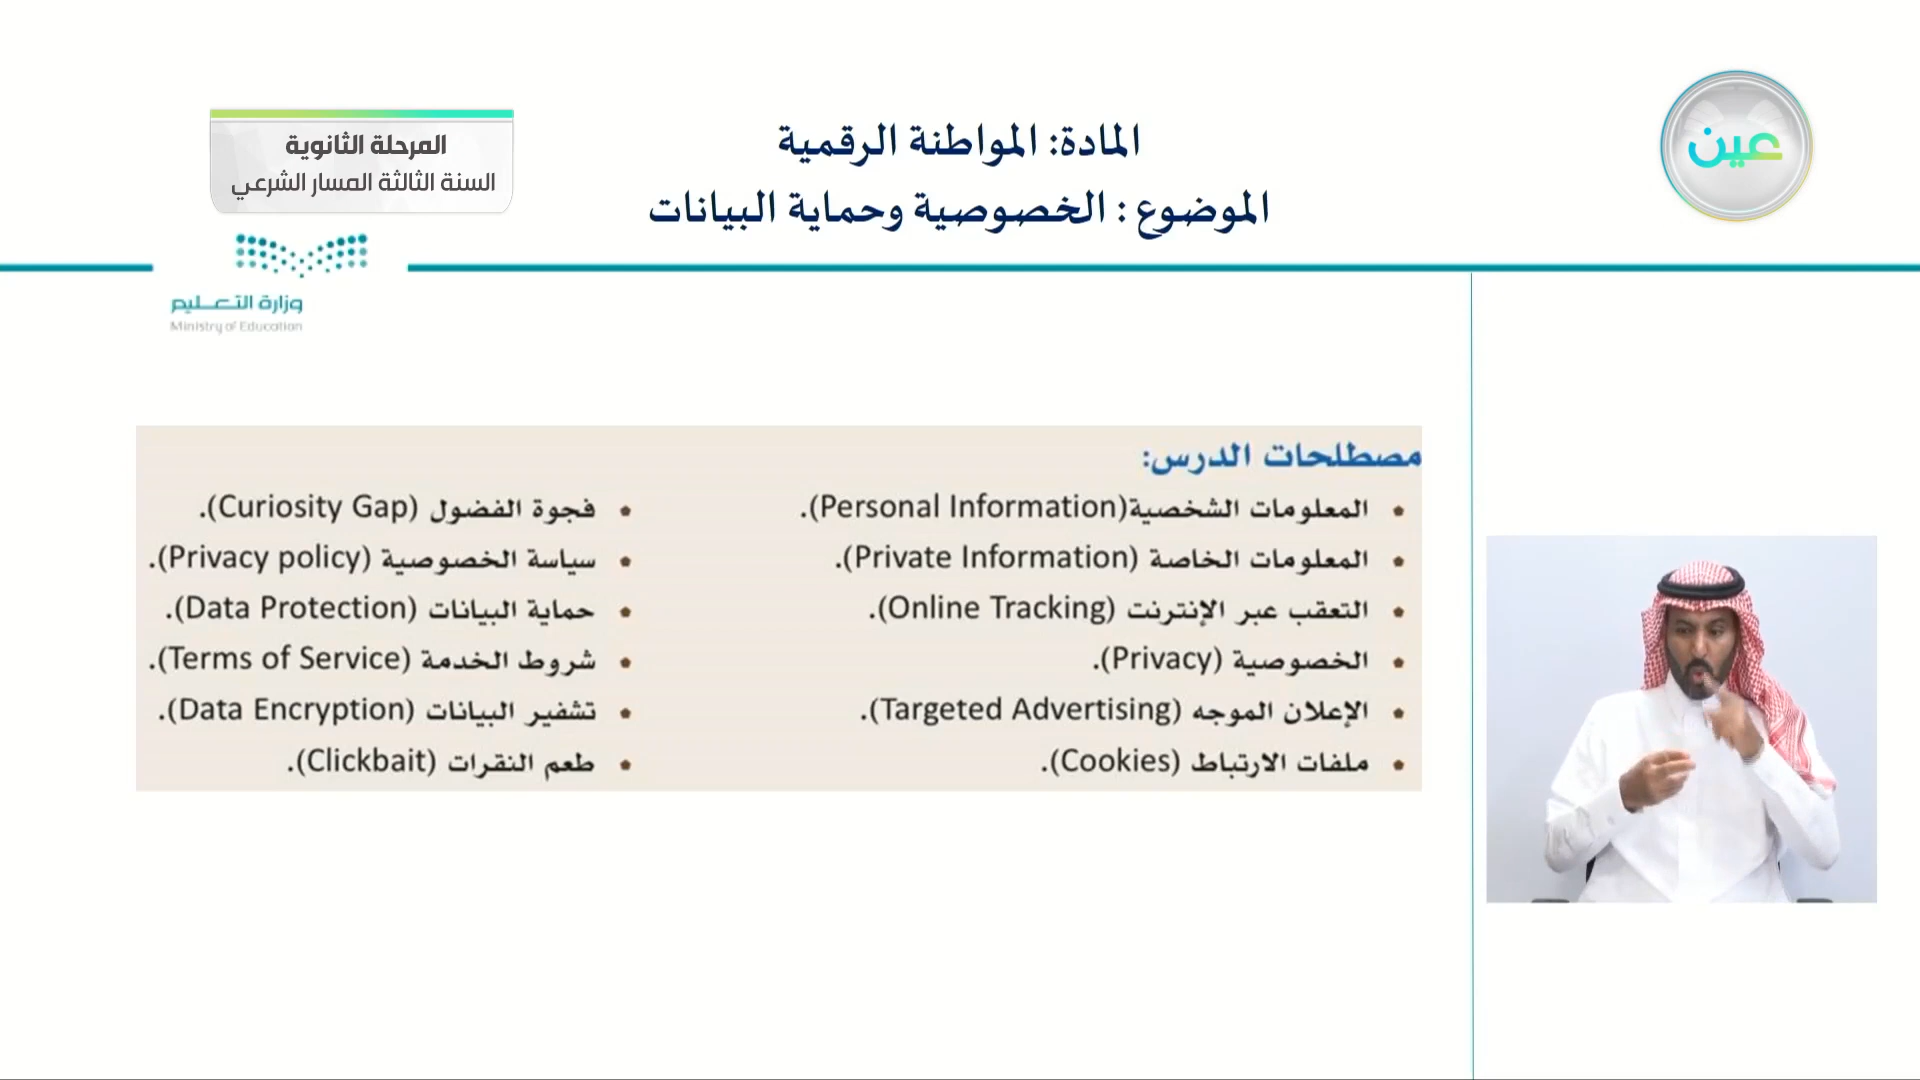 المرحلة الثانوية
السنة الثالثة المسار الشرعي
المادة: المواطنة الرقمية
الموضوع : الخصوصية وحماية البيانات
عين
وزارة التعليم
Ministry of Education
مصطلحات الدرس:
• المعلومات الشخصية(Personal Information).
• المعلومات الخاصة (Private Information).
• التعقب عبر الإنترنت (Online Tracking).
• الخصوصية (Privacy).
• الإعلان الموجه (Targeted Advertising).
• ملفات الارتباط (Cookies).
• فجوة الفضول (Curiosity Gap).
• سياسة الخصوصية (Privacy policy).
• حماية البيانات (Data Protection).
• شروط الخدمة (Terms of Service).
• تشفير البيانات (Data Encryption).
• طعم النقرات (Clickbait).